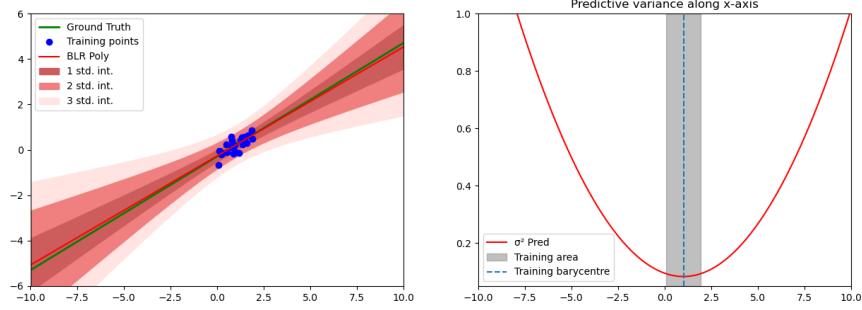 Predictive variance along x-axis
Ground Truth
Training points
BLR Poly
1 std. int.
2 std. int.
3 std. int.
6
4
2
0
−2
−4
−6
−10.0 −7.5 −5.0 −2.5 0.0 2.5 5.0 7.5 10.0
1.0
0.8
0.6
0.4
0.2
σ² Pred
Training area
Training barycentre
−10.0 −7.5 −5.0 −2.5 0.0 2.5 5.0 7.5 10.0